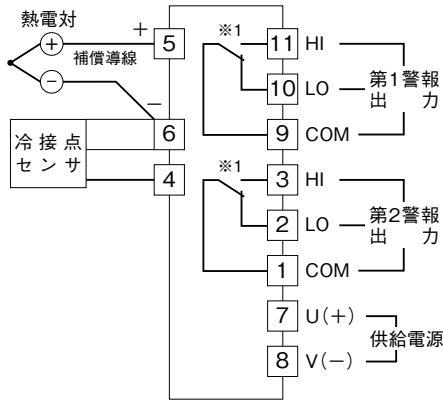 熱電対
+
補償導線
−
+
−
冷接点
センサ
5
6
4
※1
11 HI
10 LO
9 COM
第1警報
出力
※1
3 HI
2 LO
1 COM
第2警報
出力
7 U(+)
8 V(−)
供給電源